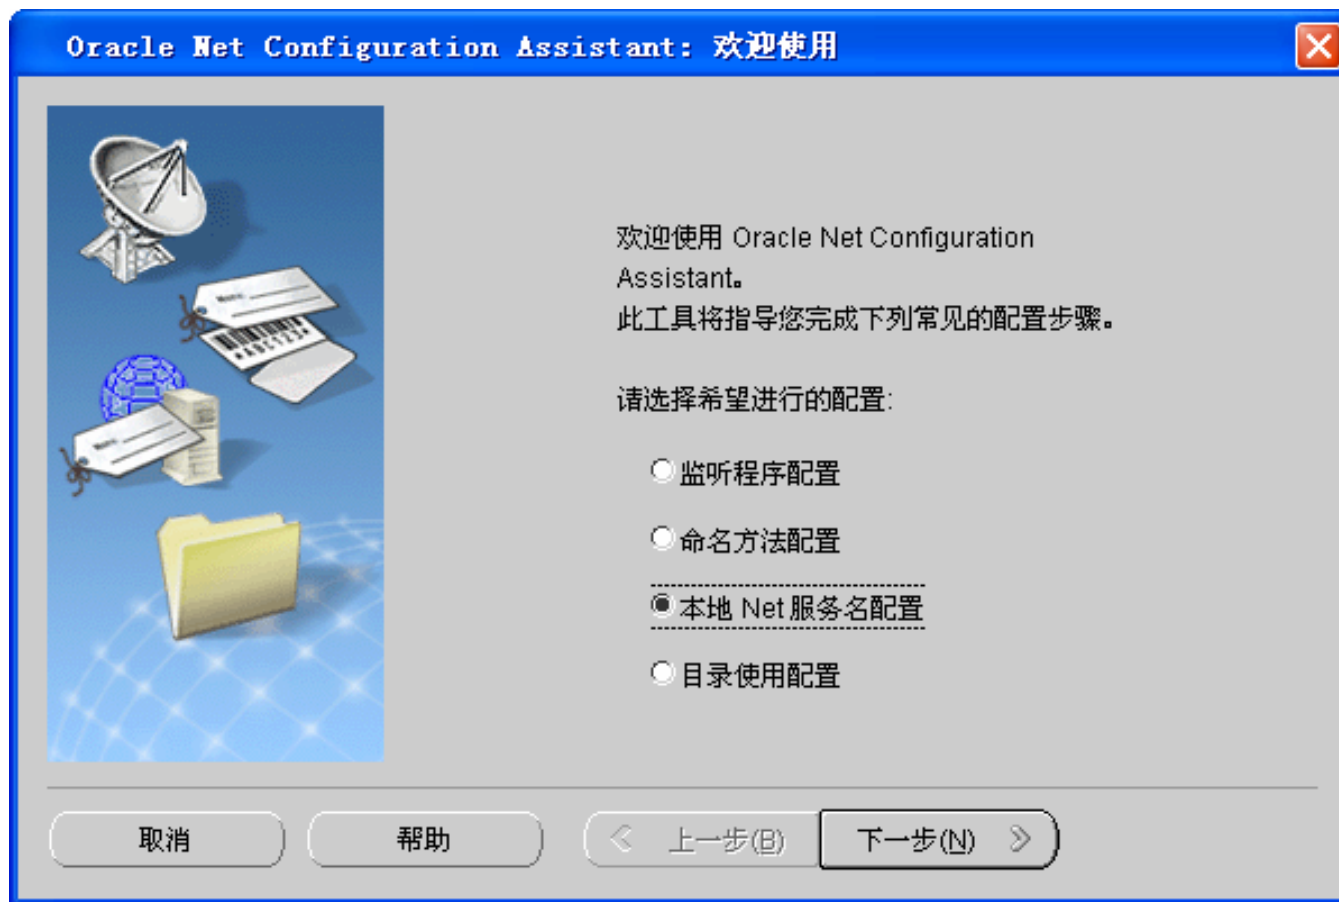 Oracle Net Configuration Assistant: 欢迎使用
欢迎使用 Oracle Net Configuration
Assistant。
此工具将指导您完成下列常见的配置步骤。
请选择希望进行的配置:
监听程序配置
命名方法配置
本地 Net 服务名配置
目录使用配置
取消 帮助 上一步(B) 下一步(N)